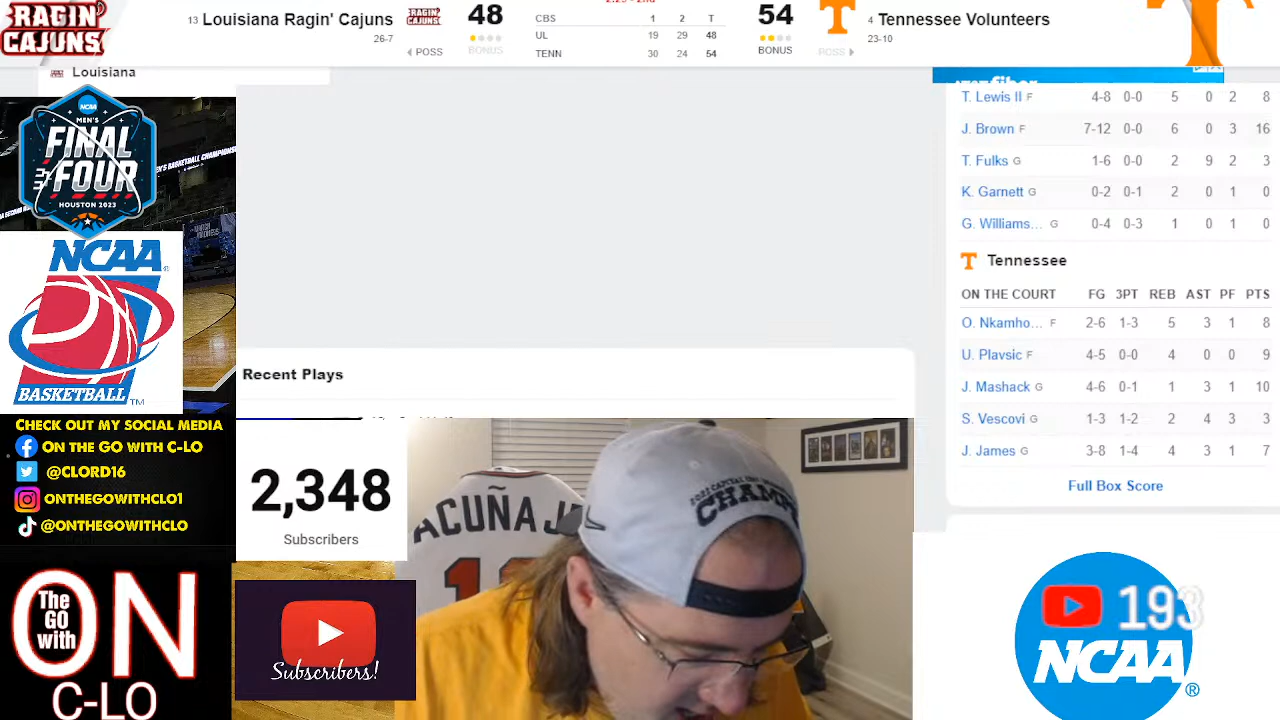 RAGIN'
CAJUNS
13 Louisiana Ragin' Cajuns
26-7
RAGIN'
CAJUNS
POSS
48
BONUS
CBS 1 2 T
UL 19 29 48
TENN 30 24 54
54
BONUS
POSS
4 Tennessee Volunteers
23-10
Louisiana
NCAA
MEN'S
FINAL
FOUR
HOUSTON 2023
T. Lewis II F 4-8 0-0 5 0 2 8
J. Brown F 7-12 0-0 6 0 3 16
T. Fulks G 1-6 0-0 2 9 2 3
K. Garnett G 0-2 0-1 2 0 1 0
G. Williams... G 0-4 0-3 1 0 1 0
Tennessee
ON THE COURT FG 3PT REB AST PF PTS
O. Nkamho... F 2-6 1-3 5 3 1 8
U. Plavsic F 4-5 0-0 4 0 0 9
J. Mashack G 4-6 0-1 1 3 1 10
S. Vescovi G 1-3 1-2 2 4 3 3
J. James G 3-8 1-4 4 3 1 7
Full Box Score
NCAA
BASKETBALL
TM
Recent Plays
CHECK OUT MY SOCIAL MEDIA
ON THE GO WITH C-LO
@CLORD16
ONTHEGOWITHCLO1
@ONTHEGOWITHCLO
2,348
Subscribers
ACUÑA J
CHAMP
ON
The
GO
with
C-LO
Subscribers!
193
NCAA
®